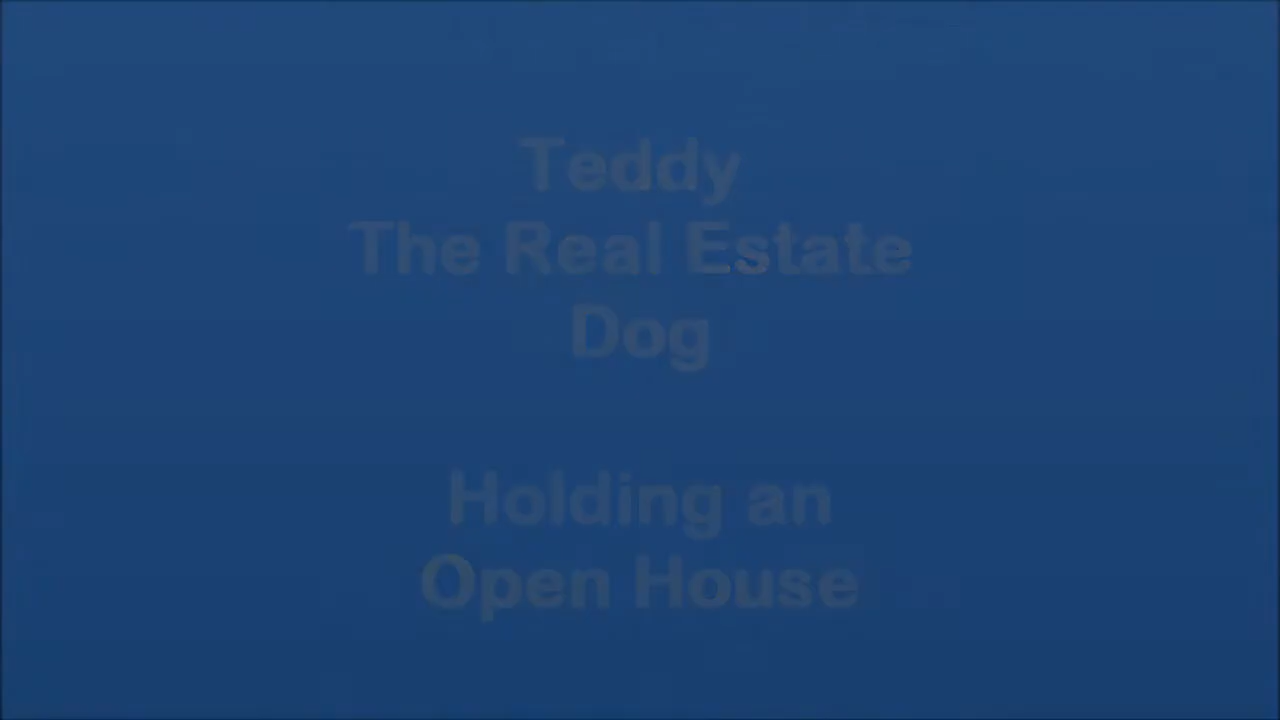 Teddy
The Real Estate
Dog
Holding an
Open House